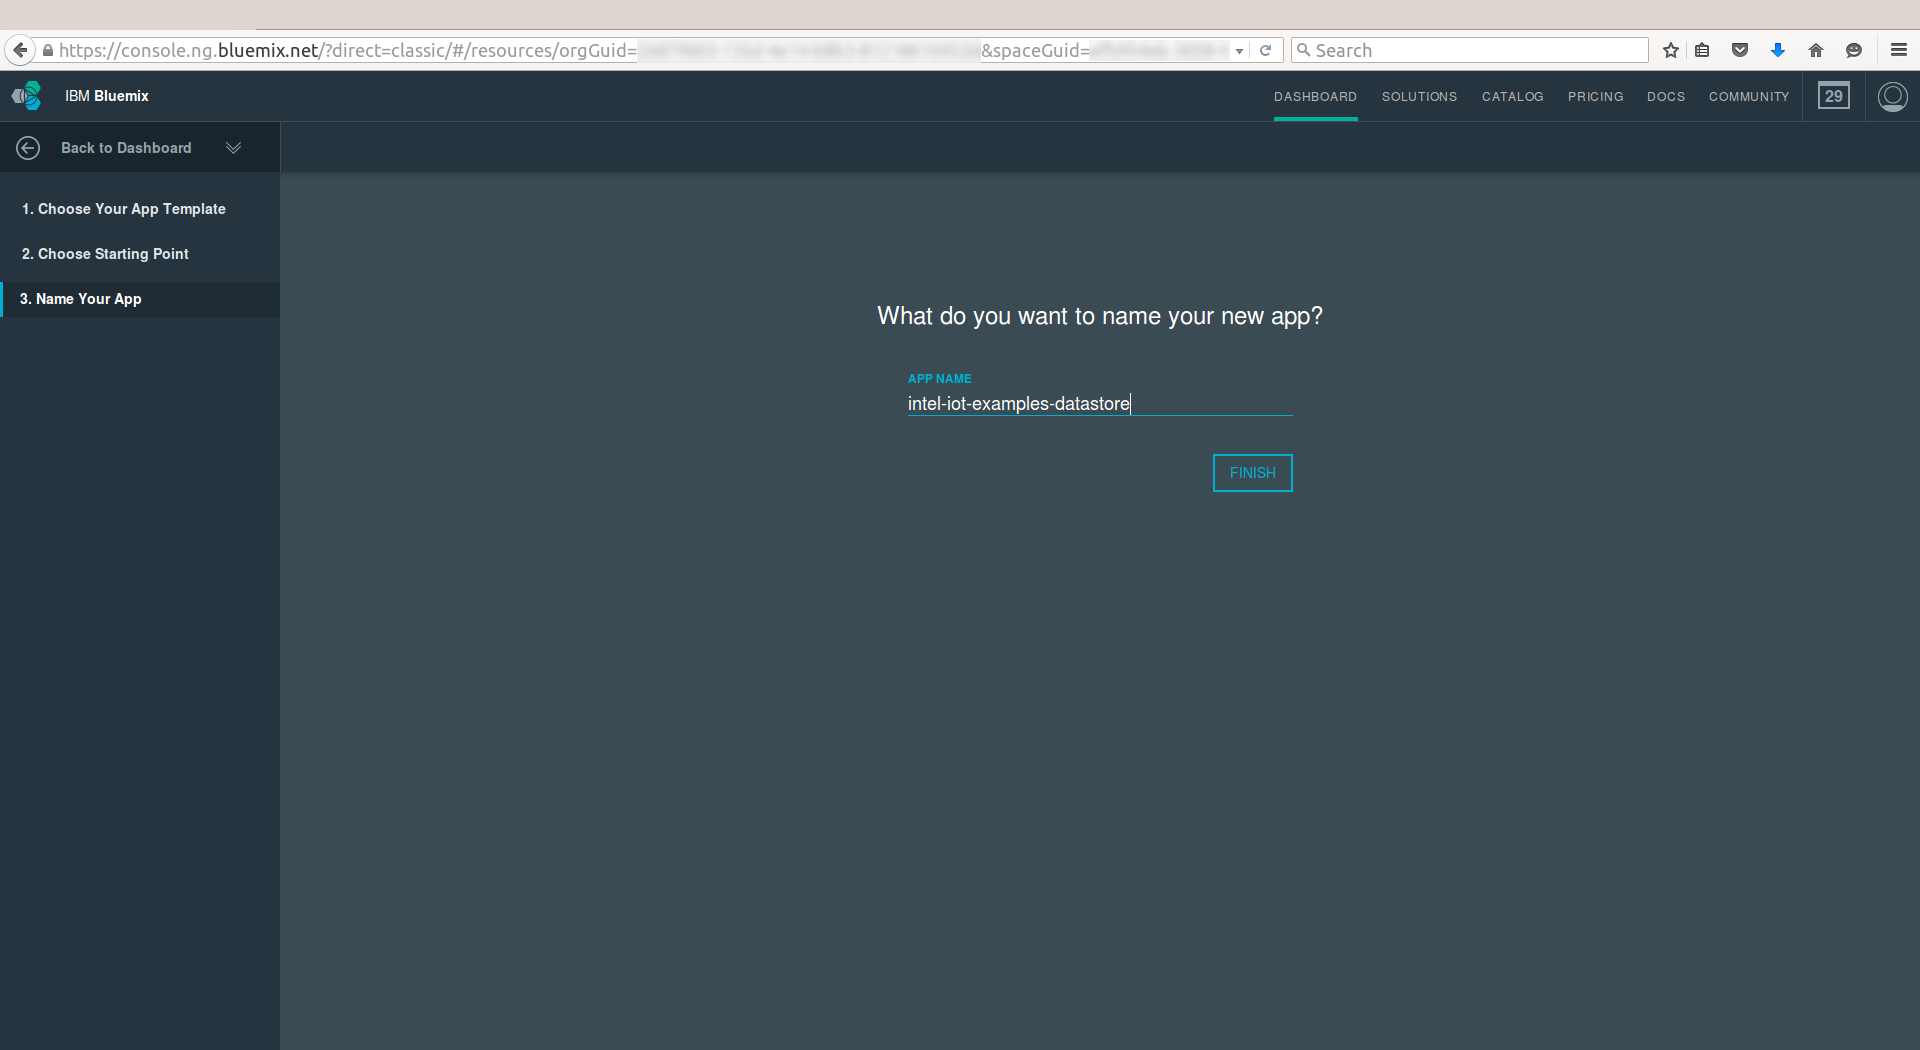 https://console.ng.bluemix.net/?direct=classic/#/resources/orgGuid= &spaceGuid=
Search
IBM Bluemix
DASHBOARD
SOLUTIONS
CATALOG
PRICING
DOCS
COMMUNITY
29
Back to Dashboard
1. Choose Your App Template
2. Choose Starting Point
3. Name Your App
What do you want to name your new app?
APP NAME
intel-iot-examples-datastore
FINISH